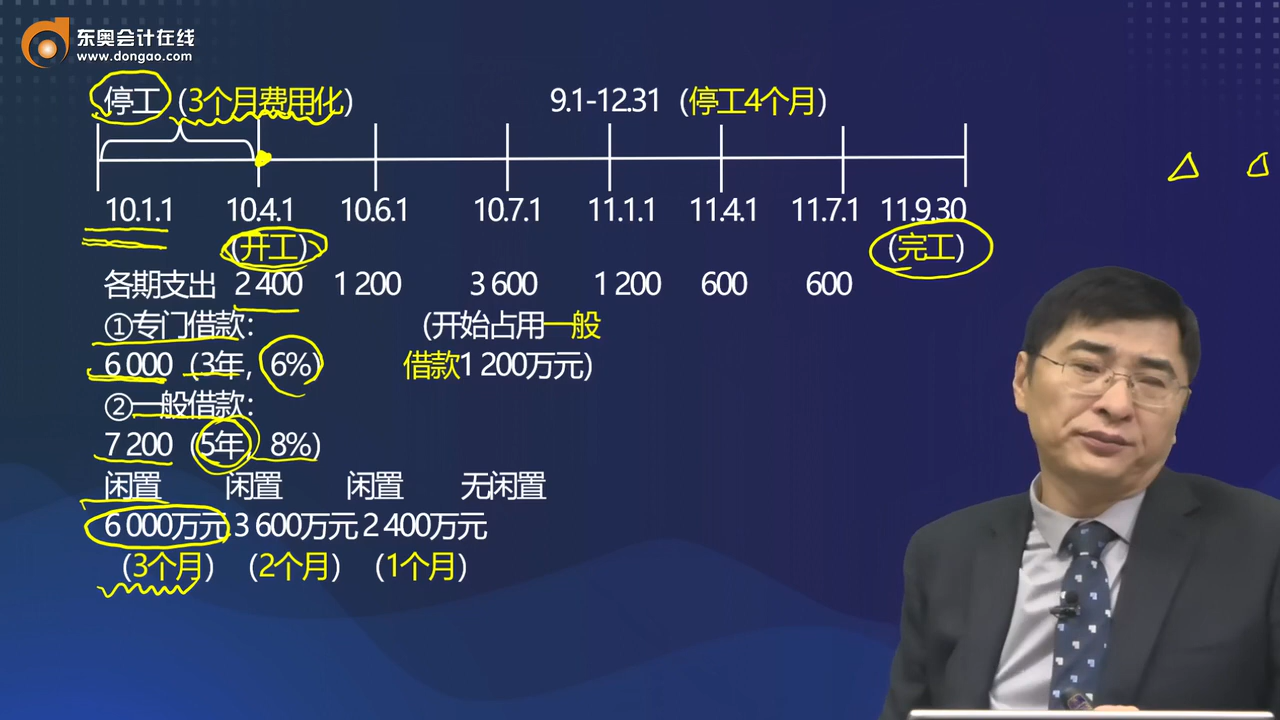 东奥会计在线
www.dongao.com
停工（3个月费用化） 9.1-12.31（停工4个月）
10.1.1 10.4.1 10.6.1 10.7.1 11.1.1 11.4.1 11.7.1 11.9.30
（开工） （完工）
各期支出 2 400 1 200 3 600 1 200 600 600
①专门借款： （开始占用一般
6 000（3年，6%） 借款1 200万元）
②一般借款：
7 200（5年，8%）
闲置 闲置 闲置 无闲置
6 000万元 3 600万元 2 400万元
（3个月）（2个月）（1个月）